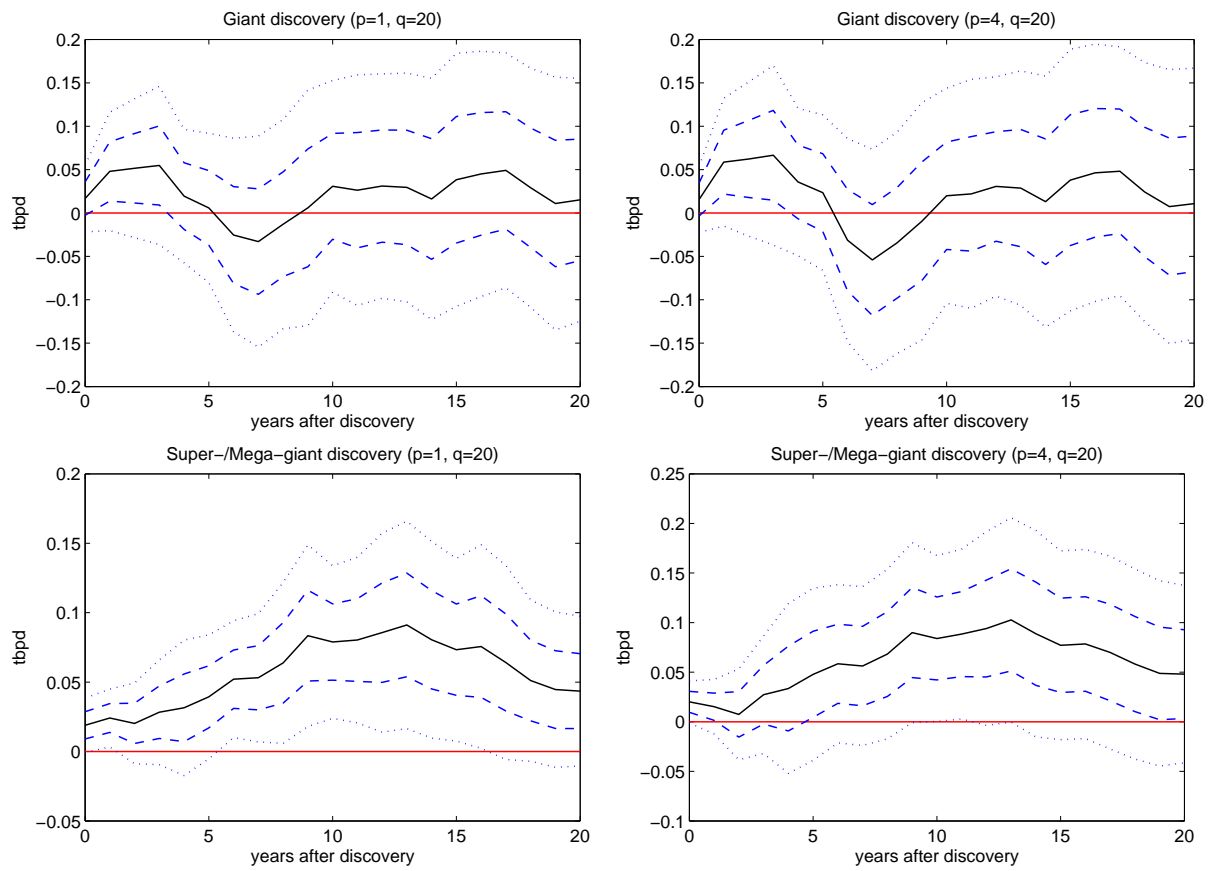 Giant discovery (p=1, q=20)
0.2
0.15
0.1
0.05
0
−0.05
−0.1
−0.15
−0.2
tbpd
0 5 10 15 20
years after discovery
Giant discovery (p=4, q=20)
0.2
0.15
0.1
0.05
0
−0.05
−0.1
−0.15
−0.2
tbpd
0 5 10 15 20
years after discovery
Super−/Mega−giant discovery (p=1, q=20)
0.2
0.15
0.1
0.05
0
−0.05
tbpd
0 5 10 15 20
years after discovery
Super−/Mega−giant discovery (p=4, q=20)
0.25
0.2
0.15
0.1
0.05
0
−0.05
−0.1
tbpd
0 5 10 15 20
years after discovery